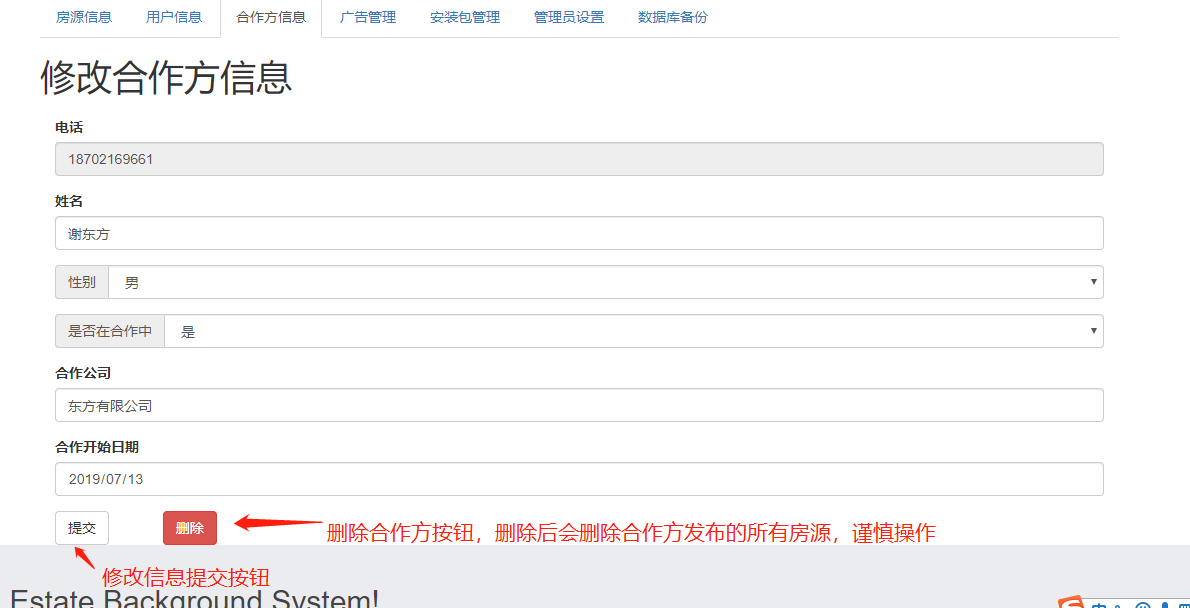 房源信息 用户信息 合作方信息 广告管理 安装包管理 管理员设置 数据库备份
修改合作方信息
电话
18702169661
姓名
谢东方
性别 男
是否在合作中 是
合作公司
东方有限公司
合作开始日期
2019/07/13
提交 删除 删除合作方按钮，删除后会删除合作方发布的所有房源，谨慎操作
修改信息提交按钮
Estate Background System!